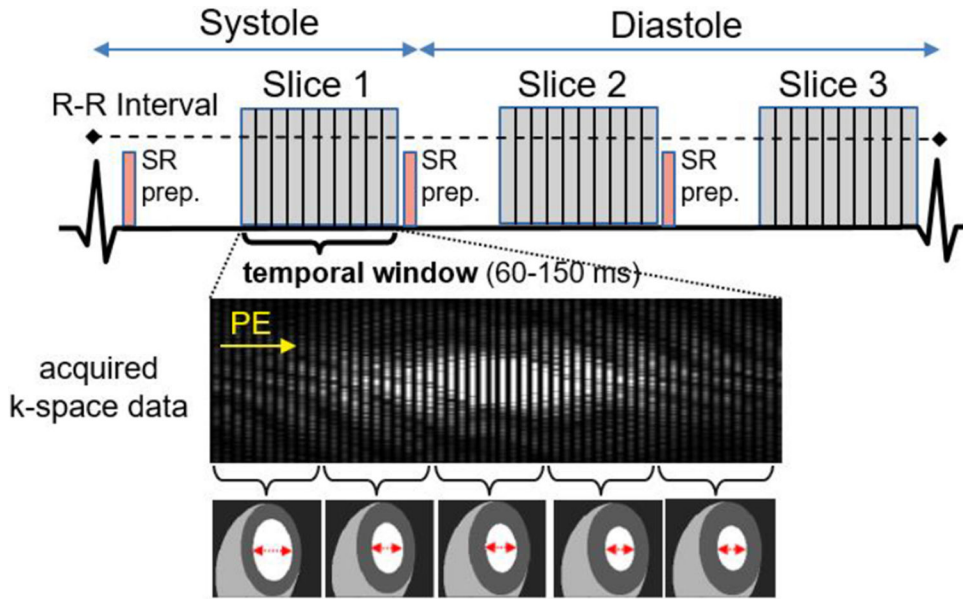 Systole
Diastole
R-R Interval
Slice 1
Slice 2
Slice 3
SR
prep.
SR
prep.
SR
prep.
temporal window (60-150 ms)
PE
acquired
k-space data